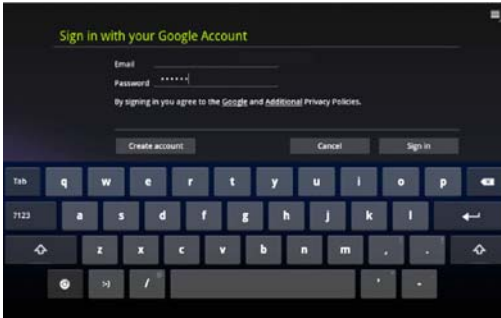 Sign in with your Google Account
Email
Password ••••••
By signing in you agree to the Google and Additional Privacy Policies.
Create account Cancel Sign in
Tab q w e r t y u i o p
?123 a s d f g h j k l
z x c v b n m , .
@ :-) / ' -